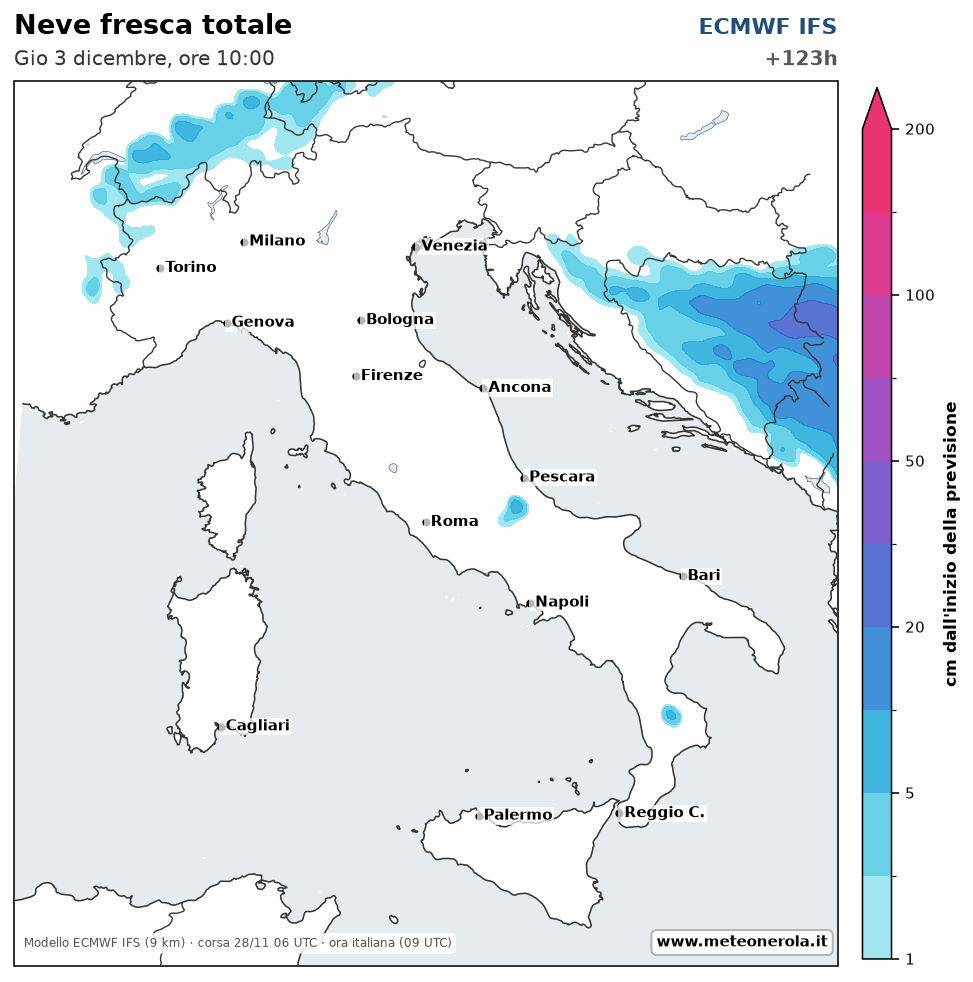 Neve fresca totale
ECMWF IFS
Gio 3 dicembre, ore 10:00
+123h
200
100
50
20
5
1
cm dall'inizio della previsione
Milano
Venezia
Torino
Genova
Bologna
Firenze
Ancona
Pescara
Roma
Bari
Napoli
Cagliari
Palermo
Reggio C.
Modello ECMWF IFS (9 km) · corsa 28/11 06 UTC · ora italiana (09 UTC)
www.meteonerola.it